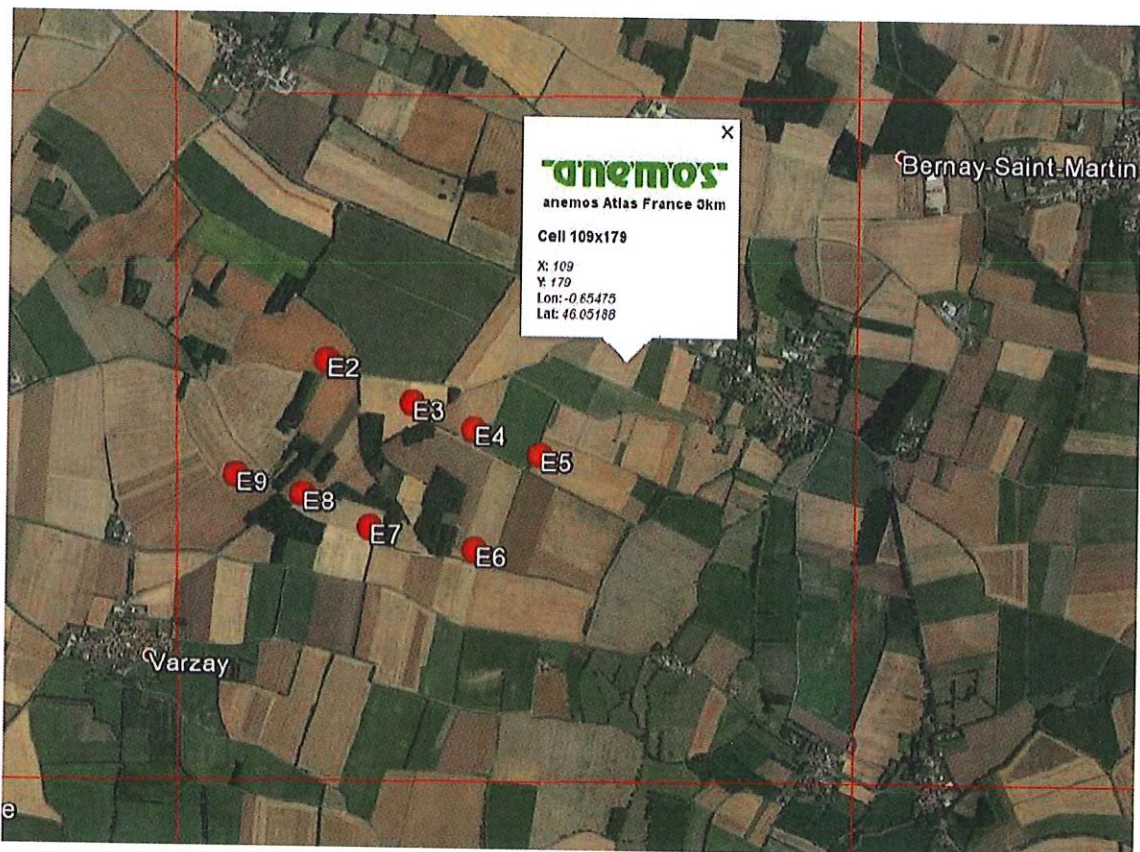 X
anemos
anemos Atlas France 3km
Cell 109x179
X: 109
Y: 179
Lon: -0.65475
Lat: 46.05188
Bernay-Saint-Martin
E2
E3
E4
E5
E9
E8
E7
E6
Varzay
e